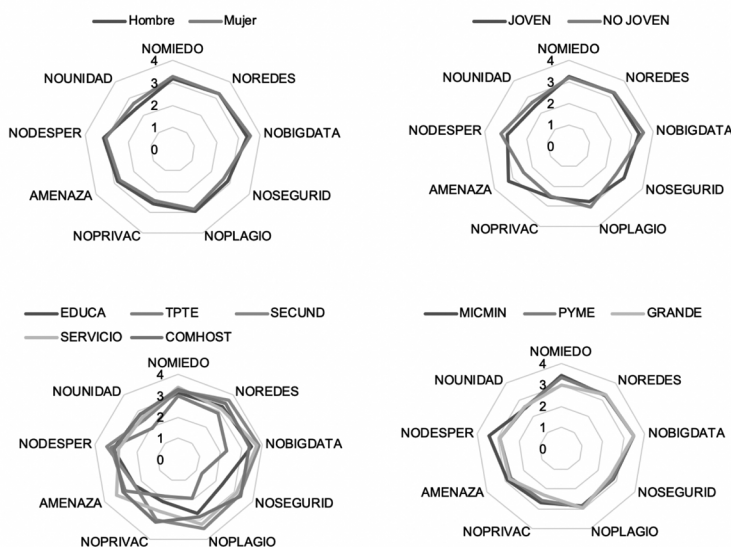 Hombre Mujer
NOMIEDO
4
NOUNIDAD 3 NOREDES
2
NODESPER 1 NOBIGDATA
0
AMENAZA NOSEGURID
NOPRIVAC NOPLAGIO
JOVEN NO JOVEN
NOMIEDO
4
NOUNIDAD 3 NOREDES
2
NODESPER 1 NOBIGDATA
0
AMENAZA NOSEGURID
NOPRIVAC NOPLAGIO
EDUCA TPTE SECUND
SERVICIO COMHOST
NOMIEDO
4
NOUNIDAD 3 NOREDES
2
NODESPER 1 NOBIGDATA
0
AMENAZA NOSEGURID
NOPRIVAC NOPLAGIO
MICMIN PYME GRANDE
NOMIEDO
4
NOUNIDAD 3 NOREDES
2
NODESPER 1 NOBIGDATA
0
AMENAZA NOSEGURID
NOPRIVAC NOPLAGIO